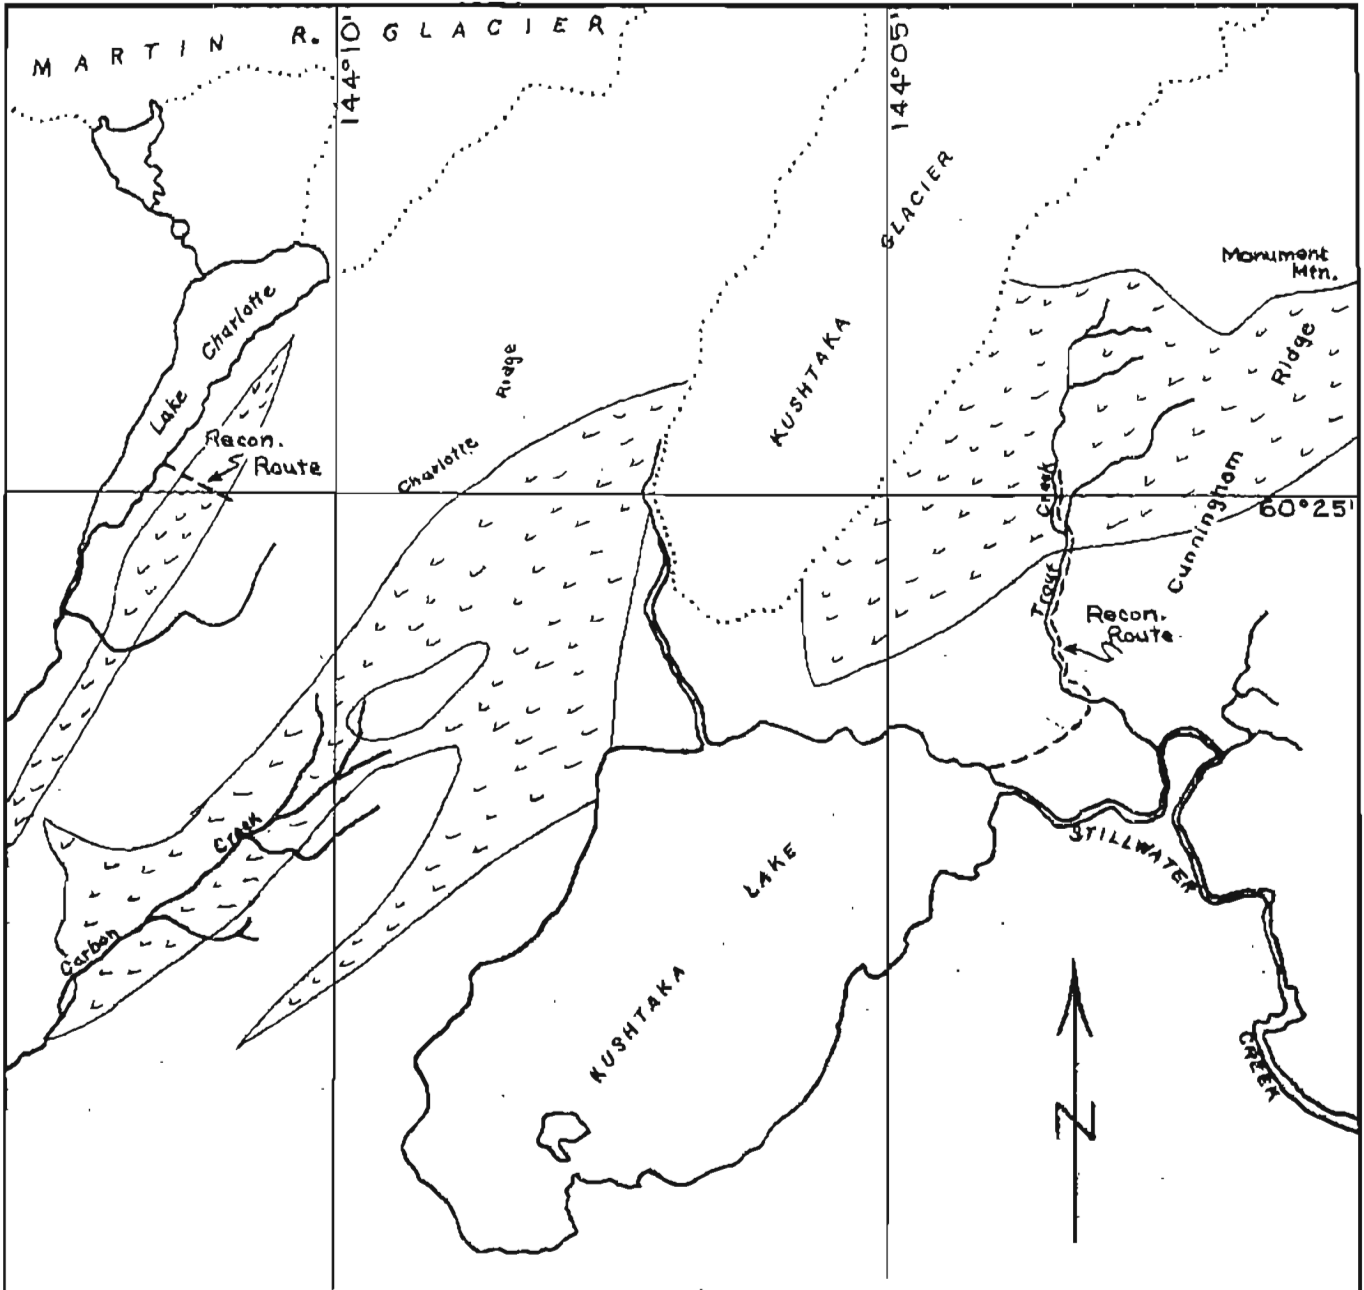 MARTIN R. GLACIER
144°10'
144°05'
GLACIER
KUSHTAKA
Monument
Mtn.
Ridge
Cunningham
Lake Charlotte
Charlotte Ridge
Recon.
Route
60°25'
Trout Creek
Recon.
Route
Carbon Creek
STILLWATER
CREEK
KUSHTAKA LAKE
N